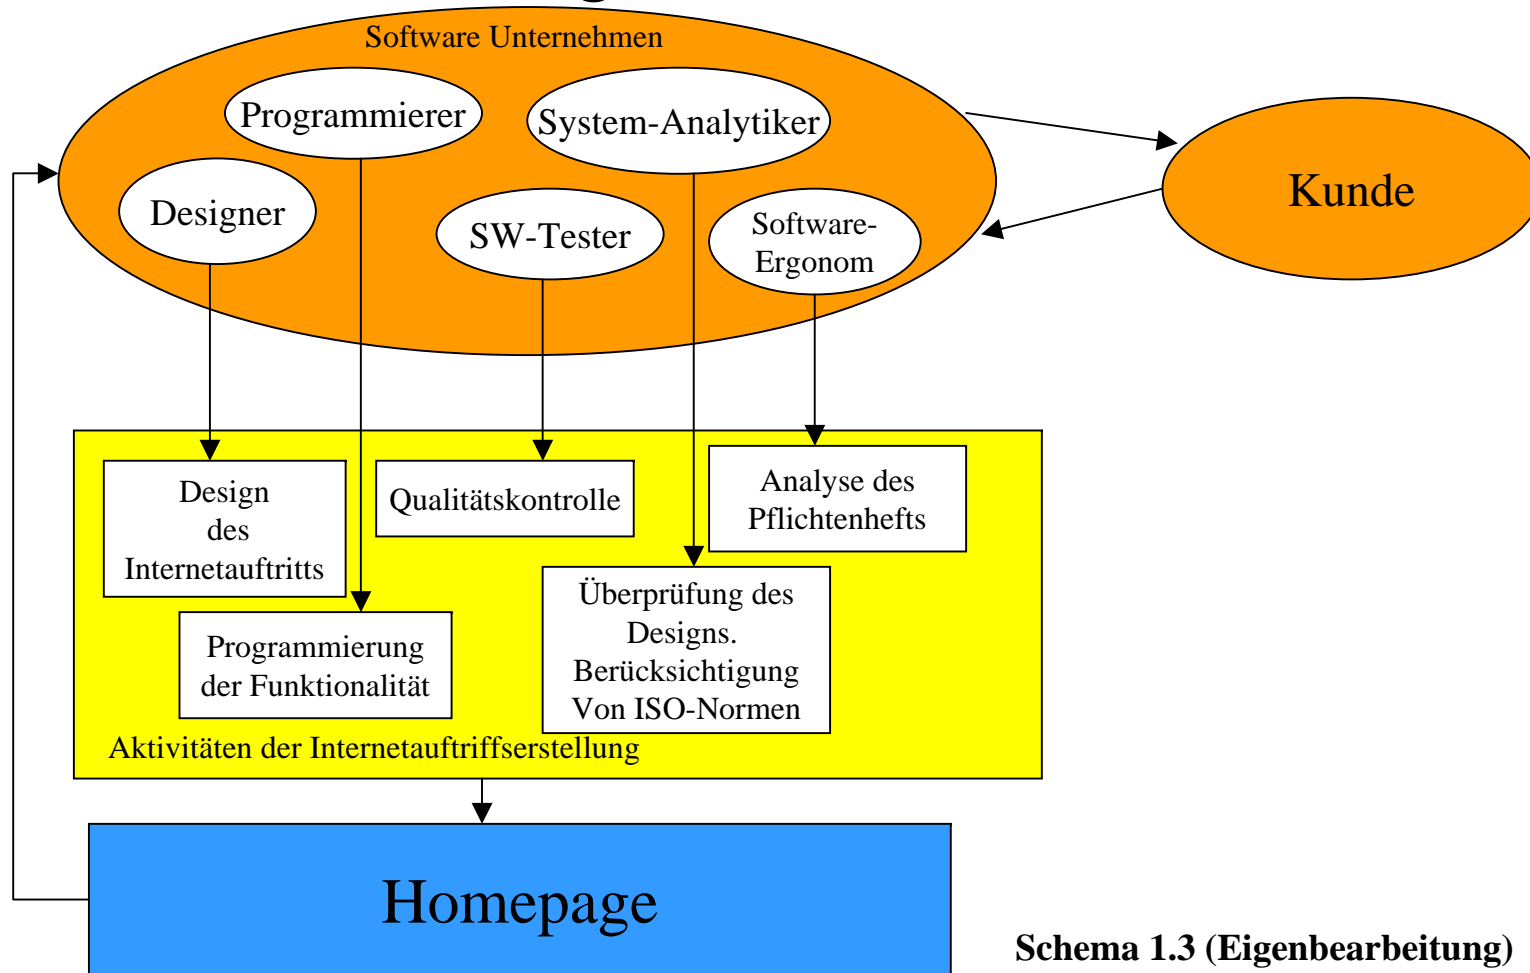 Software Unternehmen
Programmierer
System-Analytiker
Designer
SW-Tester
Software-
Ergonom
Kunde
Design
des
Internetauftritts
Qualitätskontrolle
Analyse des
Pflichtenhefts
Programmierung
der Funktionalität
Überprüfung des
Designs.
Berücksichtigung
Von ISO-Normen
Aktivitäten der Internetauftriffserstellung
Homepage
Schema 1.3 (Eigenbearbeitung)